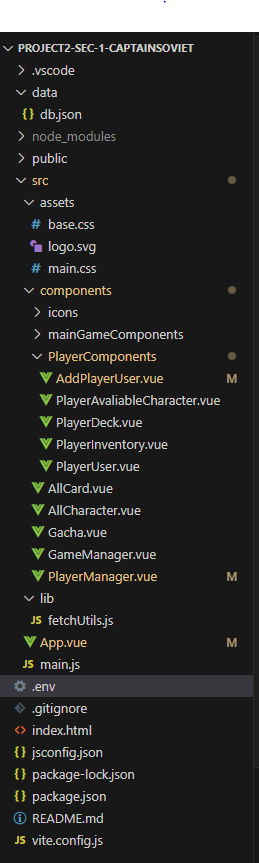 PROJECT2-SEC-1-CAPTAINSOVIET
.vscode
data
{} db.json
node_modules
public
src
assets
# base.css
logo.svg
# main.css
components
icons
mainGameComponents
PlayerComponents
AddPlayerUser.vue M
PlayerAvaliableCharacter.vue
PlayerDeck.vue
PlayerInventory.vue
PlayerUser.vue
AllCard.vue
AllCharacter.vue
Gacha.vue
GameManager.vue
PlayerManager.vue M
lib
JS fetchUtils.js
App.vue M
JS main.js
.env
.gitignore
<> index.html
{} jsconfig.json
{} package-lock.json
{} package.json
README.md
JS vite.config.js